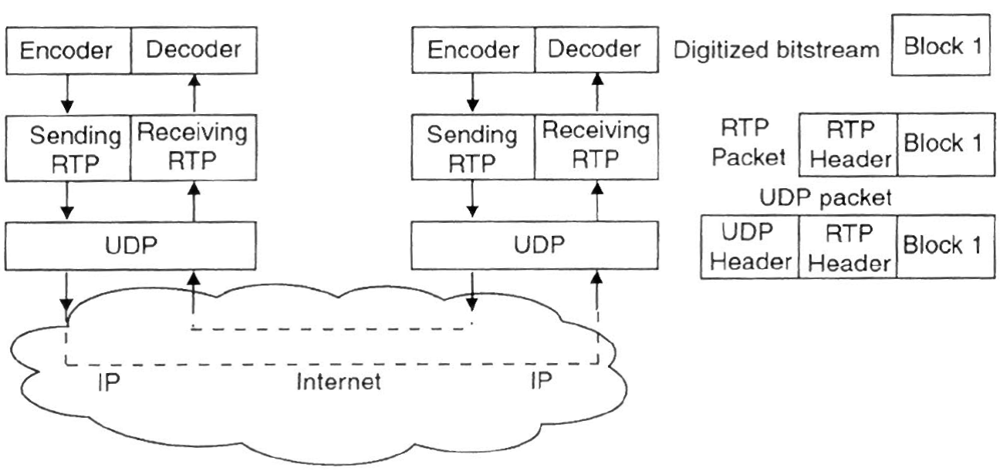 Encoder Decoder
Sending RTP
Receiving RTP
UDP
Encoder Decoder
Sending RTP
Receiving RTP
UDP
IP Internet IP
Digitized bitstream Block 1
RTP Packet
RTP Header
Block 1
UDP packet
UDP Header
RTP Header
Block 1